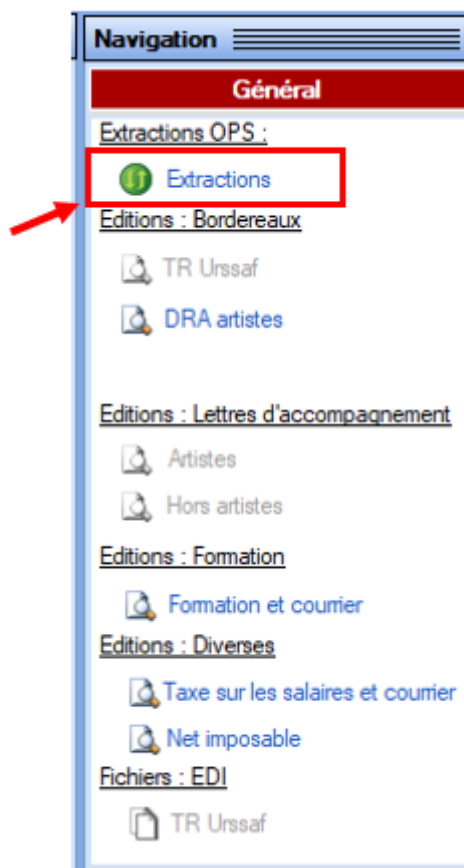 Navigation
Général
Extractions OPS :
Extractions
Editions : Bordereaux
TR Urssaf
DRA artistes
Editions : Lettres d'accompagnement
Artistes
Hors artistes
Editions : Formation
Formation et courrier
Editions : Diverses
Taxe sur les salaires et courrier
Net imposable
Fichiers : EDI
TR Urssaf